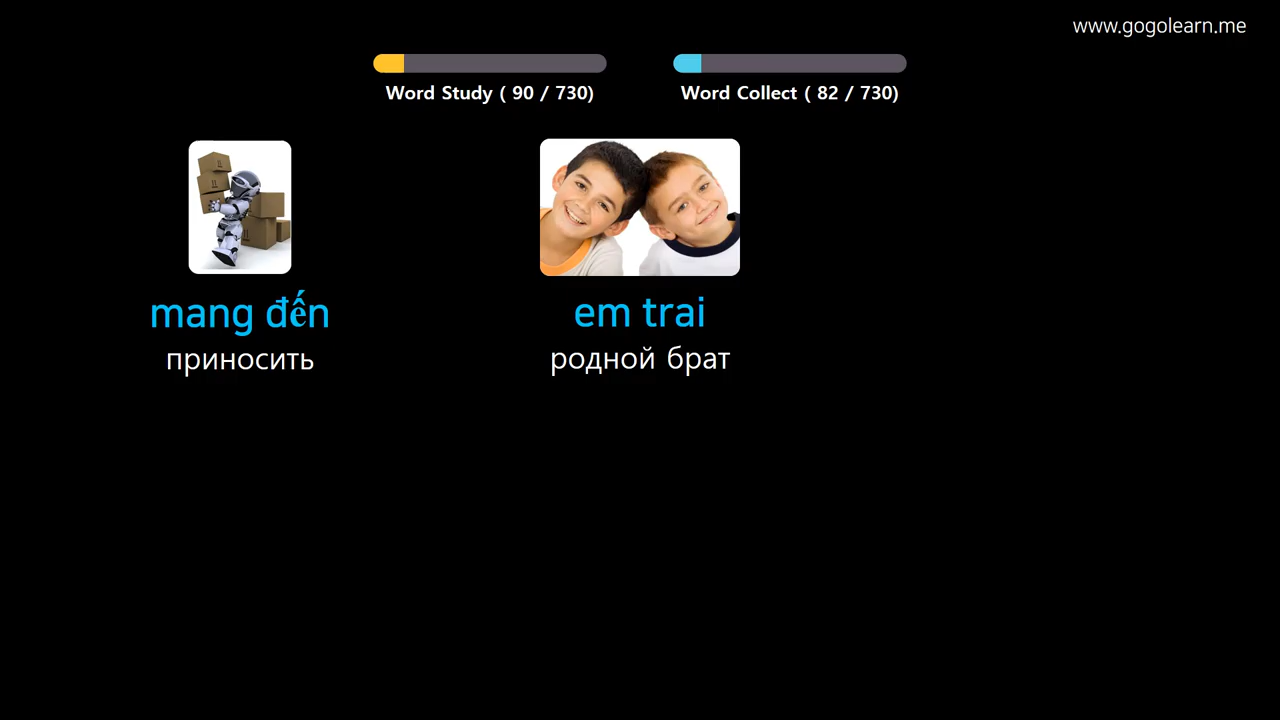 www.gogolearn.me
Word Study ( 90 / 730)
Word Collect ( 82 / 730)
mang đến
приносить
em trai
родной брат